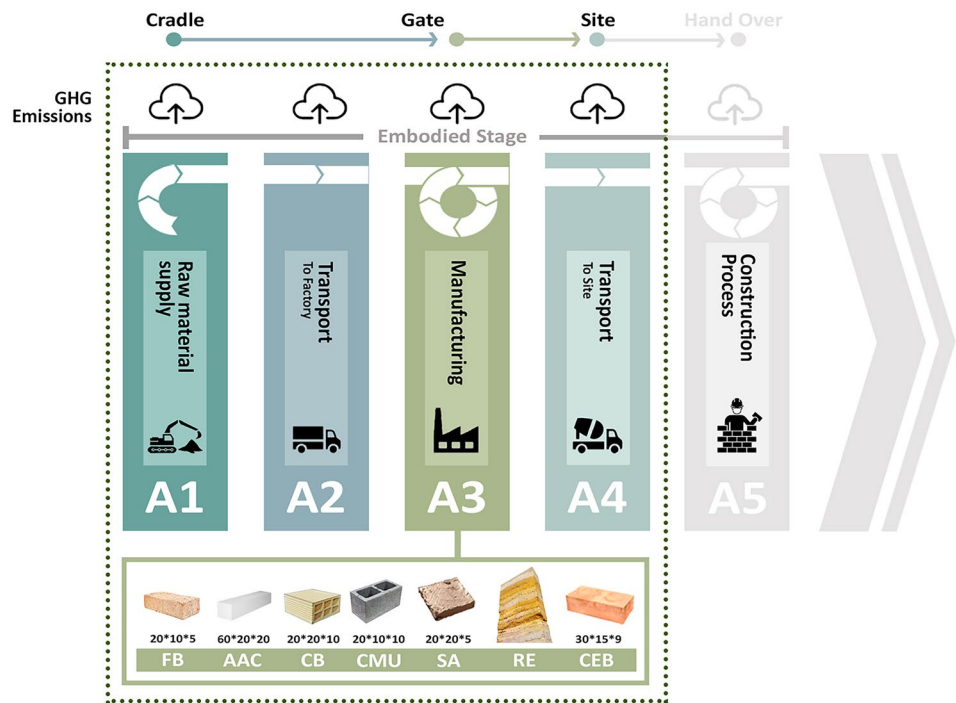 Cradle
Gate
Site
Hand Over
GHG
Emissions
Embodied Stage
Raw material
supply
A1
Transport
To Factory
A2
Manufacturing
A3
Transport
To Site
A4
Construction
Process
A5
20*10*5
60*20*20
20*20*10
20*10*10
20*20*5
30*15*9
FB
AAC
CB
CMU
SA
RE
CEB